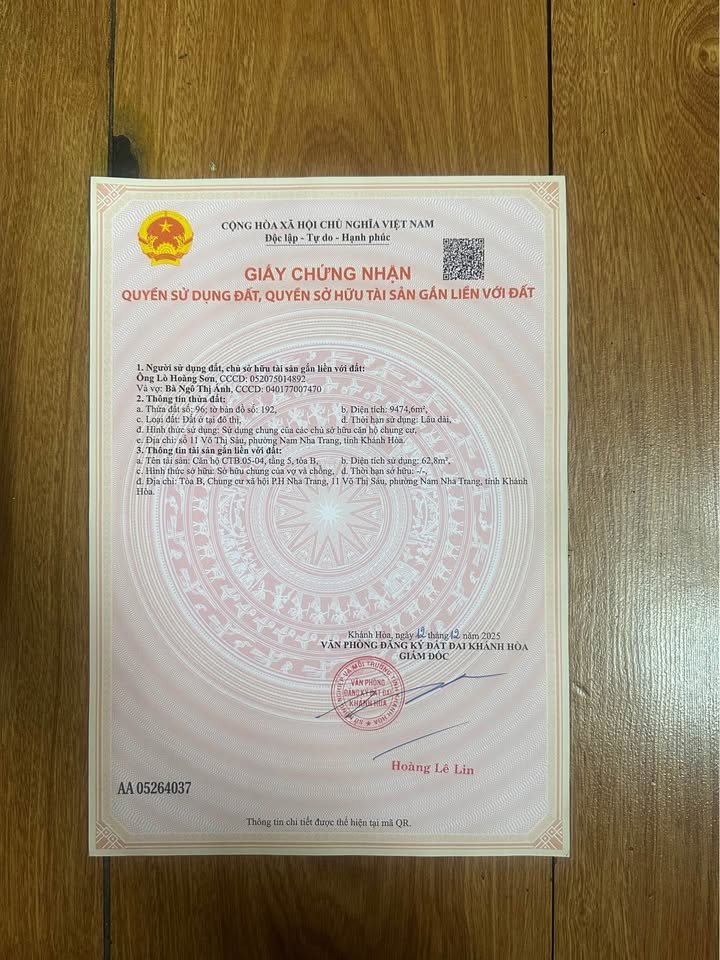 CỘNG HÒA XÃ HỘI CHỦ NGHĨA VIỆT NAM
Độc lập - Tự do - Hạnh phúc
GIẤY CHỨNG NHẬN
QUYỀN SỬ DỤNG ĐẤT, QUYỀN SỞ HỮU TÀI SẢN GẮN LIỀN VỚI ĐẤT
1. Người sử dụng đất, chủ sở hữu tài sản gắn liền với đất:
Ông Lò Hoàng Sơn, CCCD: 052075014892
Và vợ: Bà Ngô Thị Ánh, CCCD: 040177007470
2. Thông tin thửa đất:
a. Thửa đất số: 96; tờ bản đồ số: 192, b. Diện tích: 9474,6m²,
c. Loại đất: Đất ở tại đô thị, d. Thời hạn sử dụng: Lâu dài,
đ. Hình thức sử dụng: Sử dụng chung của các chủ sở hữu căn hộ chung cư,
e. Địa chỉ: số 11 Võ Thị Sáu, phường Nam Nha Trang, tỉnh Khánh Hòa.
3. Thông tin tài sản gắn liền với đất:
a. Tên tài sản: Căn hộ CTB.05-04, tầng 5, tòa B, b. Diện tích sử dụng: 62,8m²,
c. Hình thức sở hữu: Sở hữu chung của vợ và chồng, d. Thời hạn sở hữu: -/-,
đ. Địa chỉ: Tòa B, Chung cư xã hội P.H Nha Trang, 11 Võ Thị Sáu, phường Nam Nha Trang, tỉnh Khánh
Hòa.
Khánh Hòa, ngày 12 tháng 12 năm 2025
VĂN PHÒNG ĐĂNG KÝ ĐẤT ĐAI KHÁNH HÒA
GIÁM ĐỐC
VĂN PHÒNG
ĐĂNG KÝ ĐẤT ĐAI
KHÁNH HÒA
Hoàng Lê Lin
AA 05264037
Thông tin chi tiết được thể hiện tại mã QR.